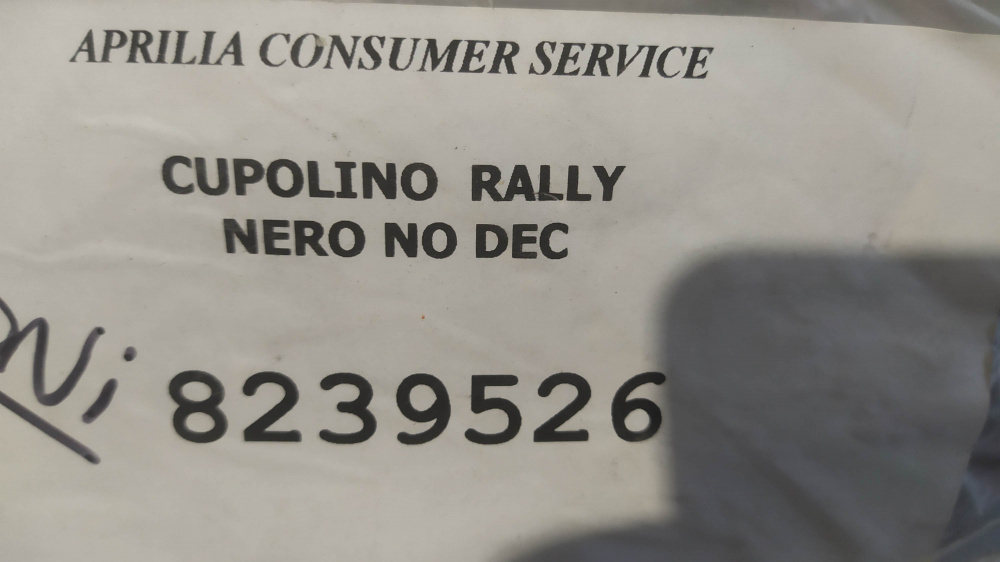 APRILIA CONSUMER SERVICE
CUPOLINO RALLY
NERO NO DEC
8239526